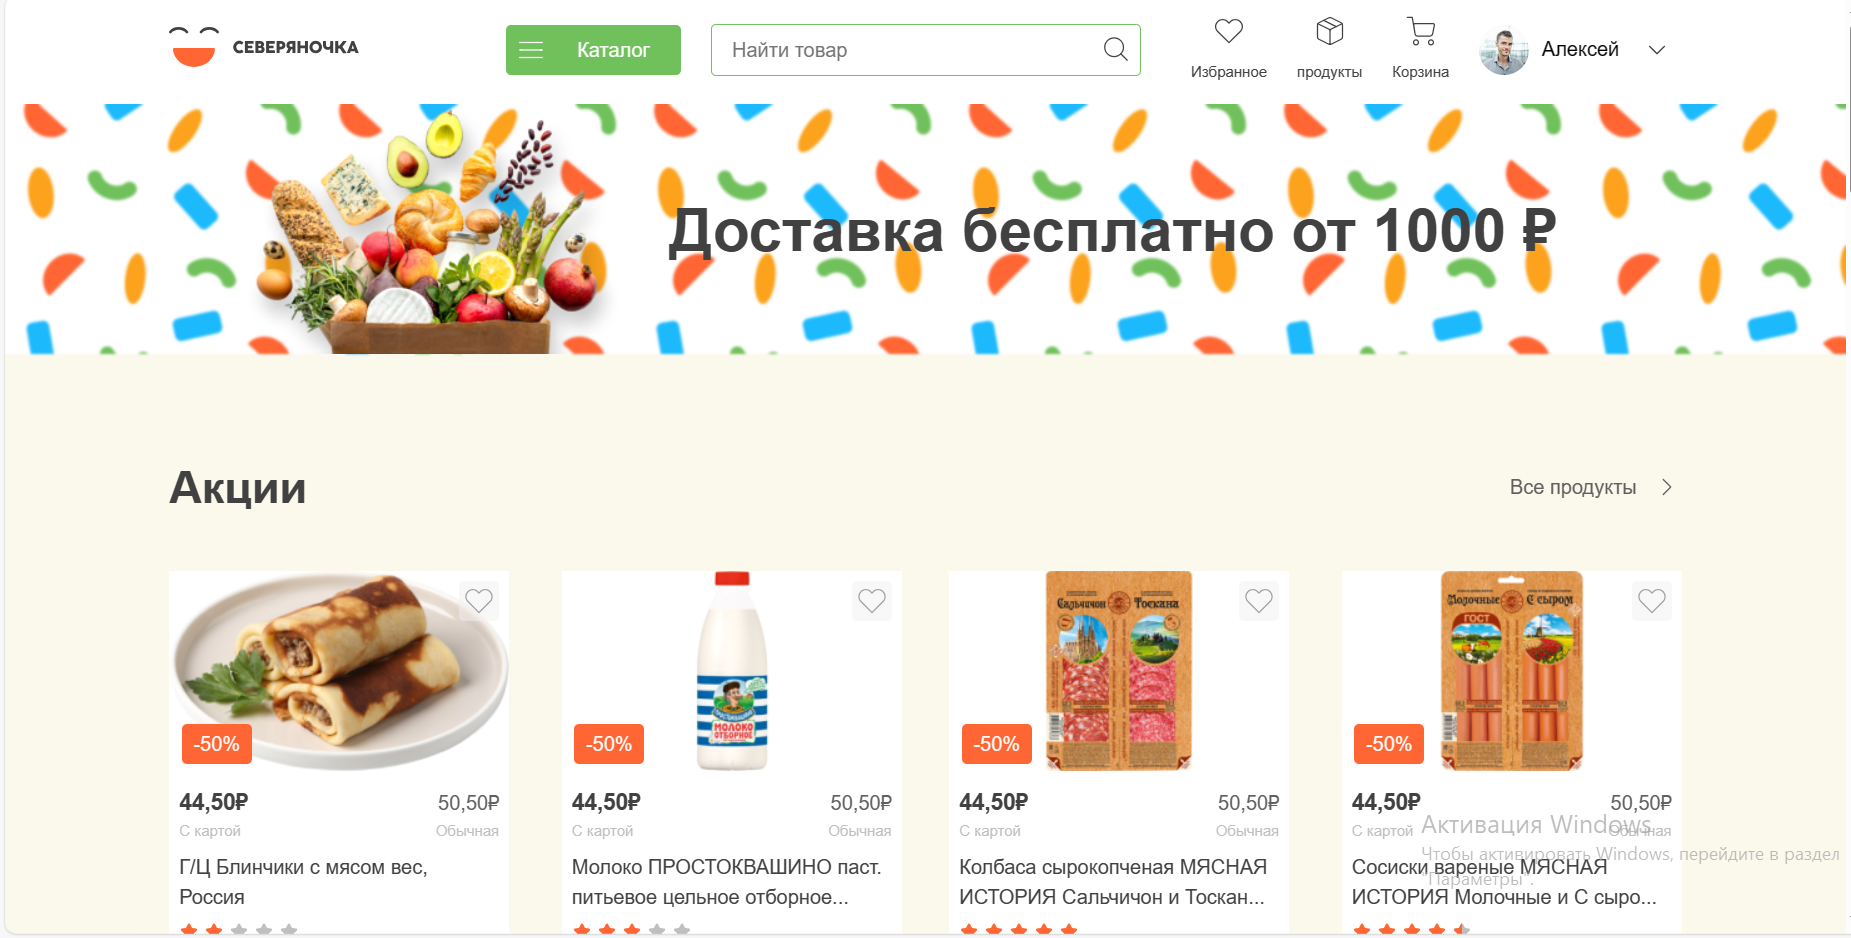 СЕВЕРЯНОЧКА
Каталог
Найти товар
Избранное
продукты
Корзина
Алексей
Доставка бесплатно от 1000 ₽
Акции
Все продукты
Сальчичон Тоскана
Молочные С сыром
ГОСТ
ПРОСТОКВАШИНО
МОЛОКО
ОТБОРНОЕ
-50%
-50%
-50%
-50%
44,50₽ 50,50₽
С картой Обычная
Г/Ц Блинчики с мясом вес,
Россия
44,50₽ 50,50₽
С картой Обычная
Молоко ПРОСТОКВАШИНО паст.
питьевое цельное отборное...
44,50₽ 50,50₽
С картой Обычная
Колбаса сырокопченая МЯСНАЯ
ИСТОРИЯ Сальчичон и Тоскан...
44,50₽ 50,50₽
С картой Обычная
Сосиски вареные МЯСНАЯ
ИСТОРИЯ Молочные и С сыро...
Активация Windows
Чтобы активировать Windows, перейдите в раздел
"Параметры".